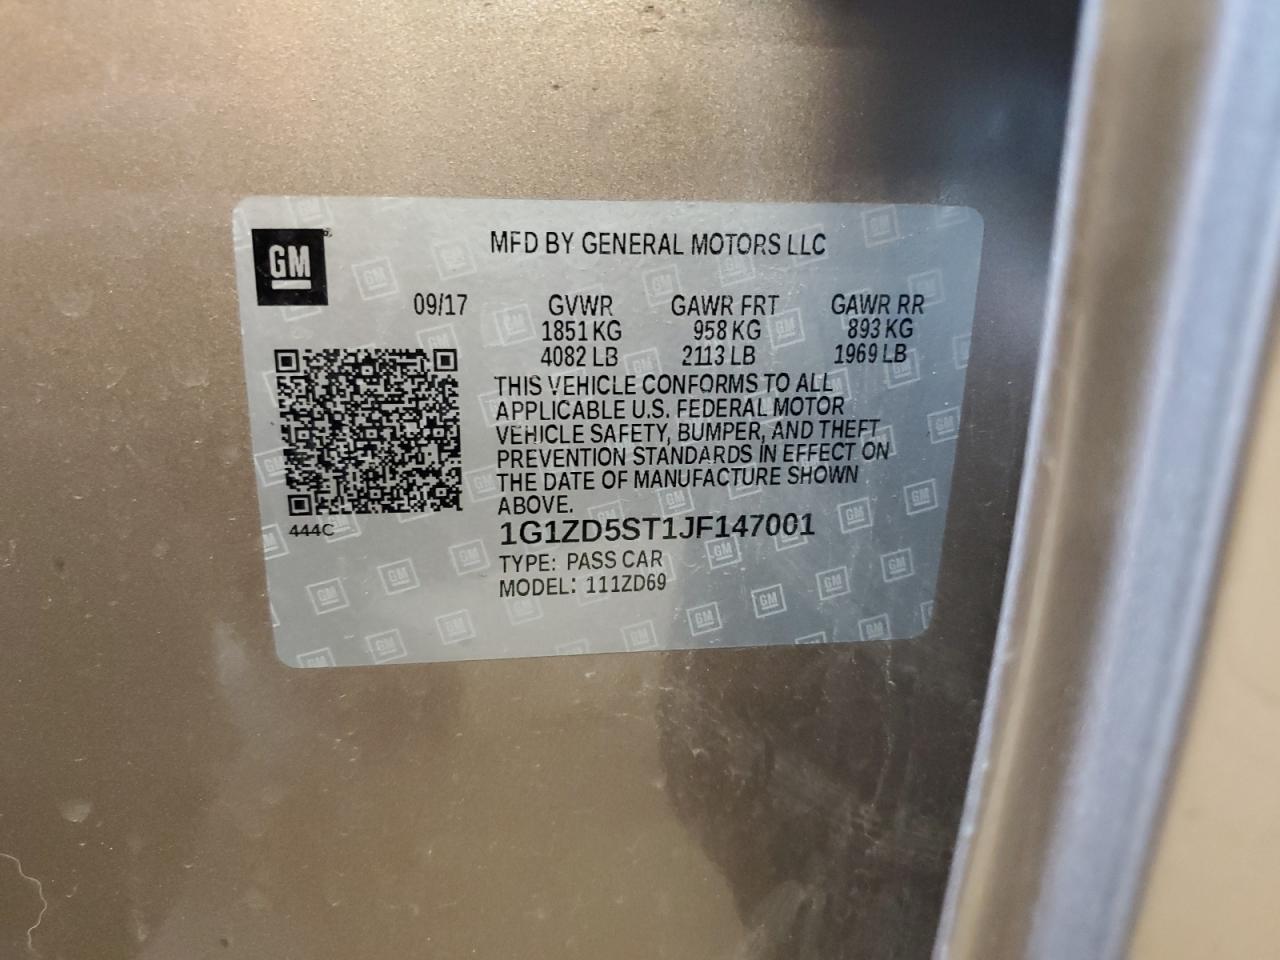 GM
MFD BY GENERAL MOTORS LLC
09/17 GVWR GAWR FRT GAWR RR
1851 KG 958 KG 893 KG
4082 LB 2113 LB 1969 LB
THIS VEHICLE CONFORMS TO ALL
APPLICABLE U.S. FEDERAL MOTOR
VEHICLE SAFETY, BUMPER, AND THEFT
PREVENTION STANDARDS IN EFFECT ON
THE DATE OF MANUFACTURE SHOWN
ABOVE.
444C
1G1ZD5ST1JF147001
TYPE: PASS CAR
MODEL: 111ZD69